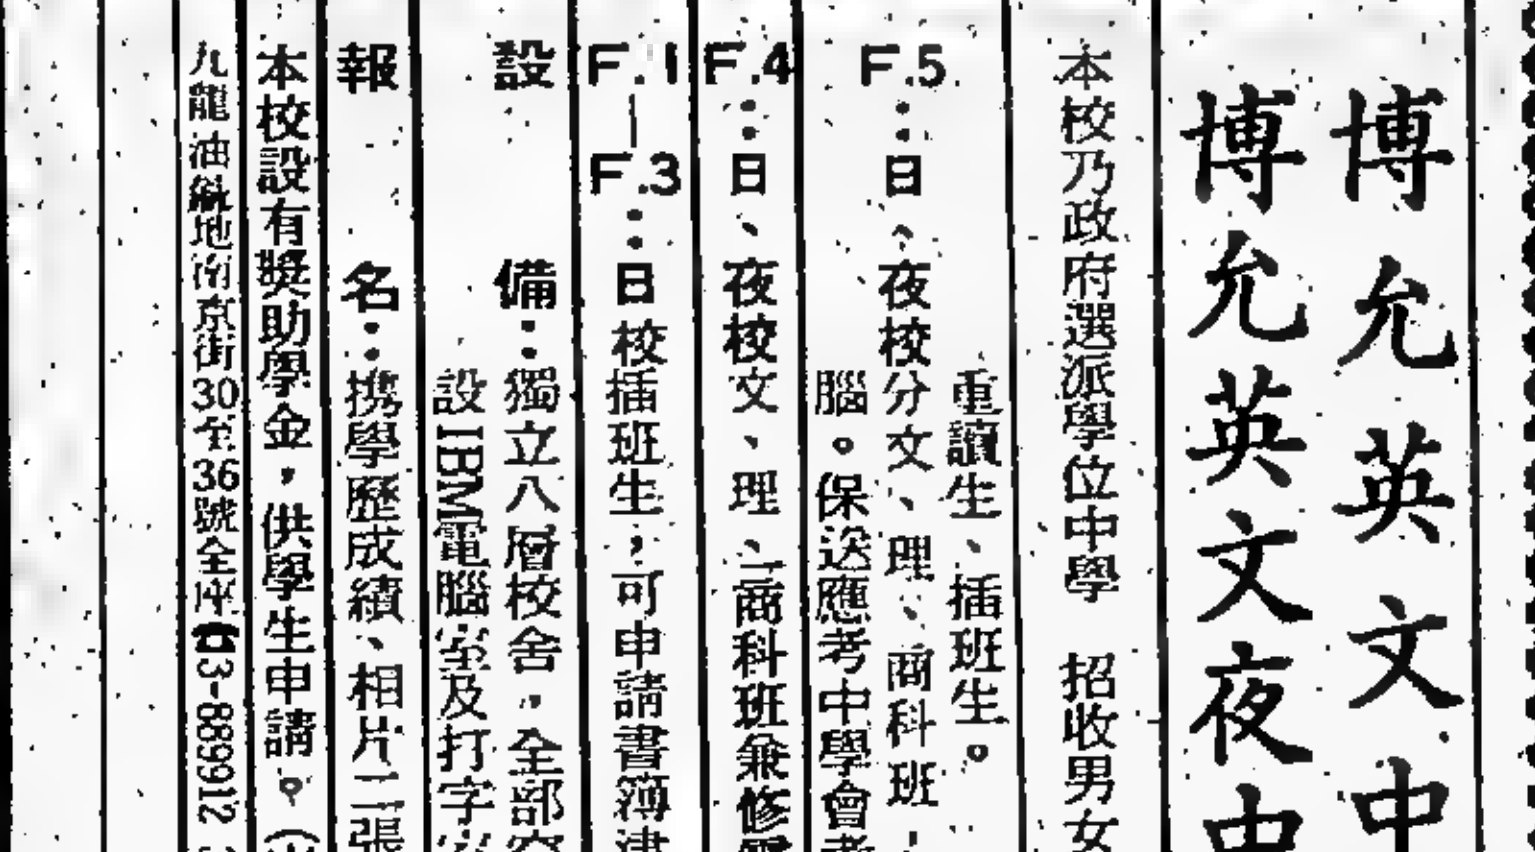 博允英文中
博允英文夜中
本校乃政府選派學位中學 招收男女
F.5：日、夜校
重讀生、插班生。
分文、理、商科班，
腦。保送應考中學會考
F.4：日、夜校文、理、商科班兼修
F.1—F.3：日校插班生；可申請書簿津
設備：獨立八層校舍，全部
設IBM電腦室及打字
報名：携學歷成績、相片二張
本校設有獎助學金，供學生申請。
九龍油蔴地南京街30至36號全座☎3-889912